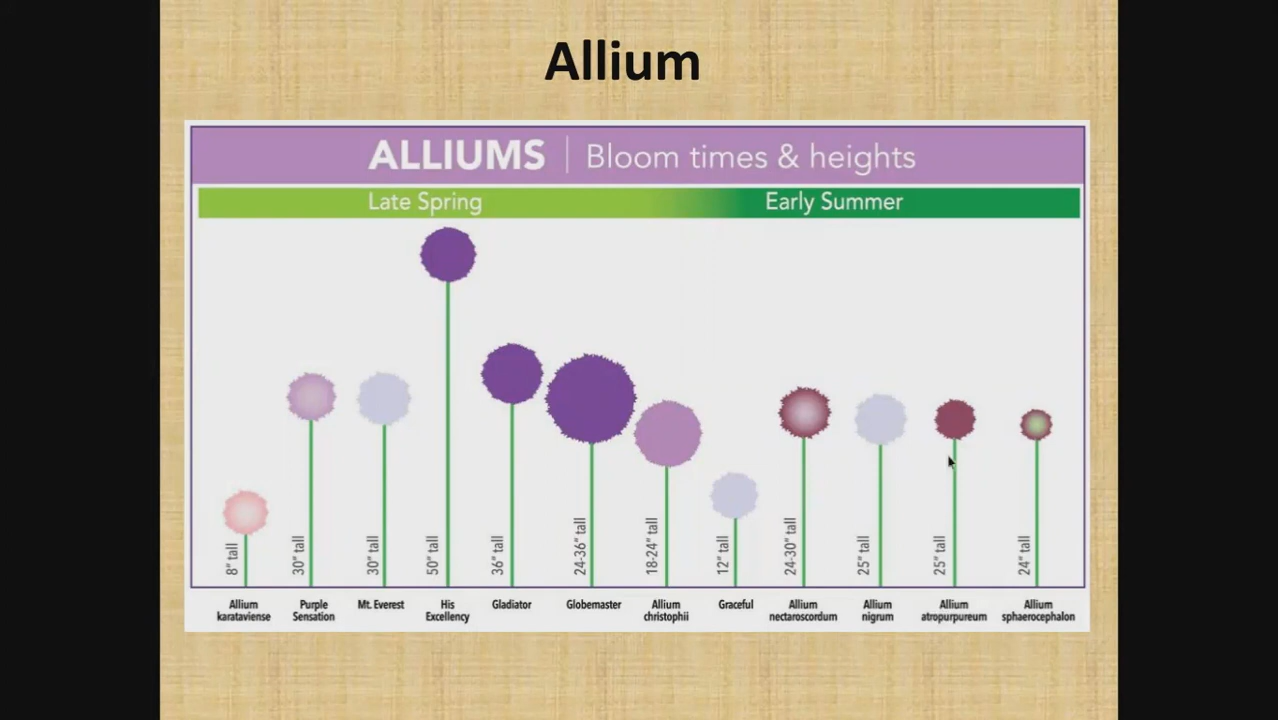 Allium
ALLIUMS | Bloom times & heights
Late Spring
Early Summer
8" tall
30" tall
30" tall
50" tall
36" tall
24-36" tall
18-24" tall
12" tall
24-30" tall
25" tall
25" tall
24" tall
Allium
karataviense
Purple
Sensation
Mt. Everest
His
Excellency
Gladiator
Globemaster
Allium
christophii
Graceful
Allium
nectaroscordum
Allium
nigrum
Allium
atropurpureum
Allium
sphaerocephalon